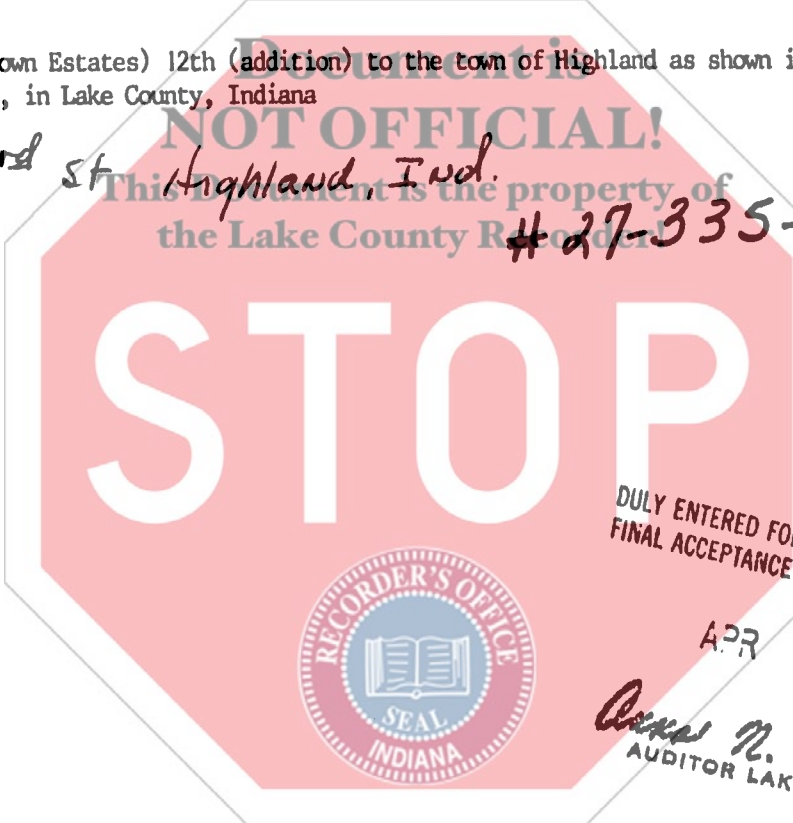 own Estates) 12th (addition) to the town of Highland as shown i
, in Lake County, Indiana
Document is
NOT OFFICIAL!
St Highland, Ind.
This Document is the property of
the Lake County Recorder!
#27-335-
STOP
DULY ENTERED FO
FINAL ACCEPTANCE
APR
RECORDER'S OFFICE
SEAL
INDIANA
N.
AUDITOR LAK